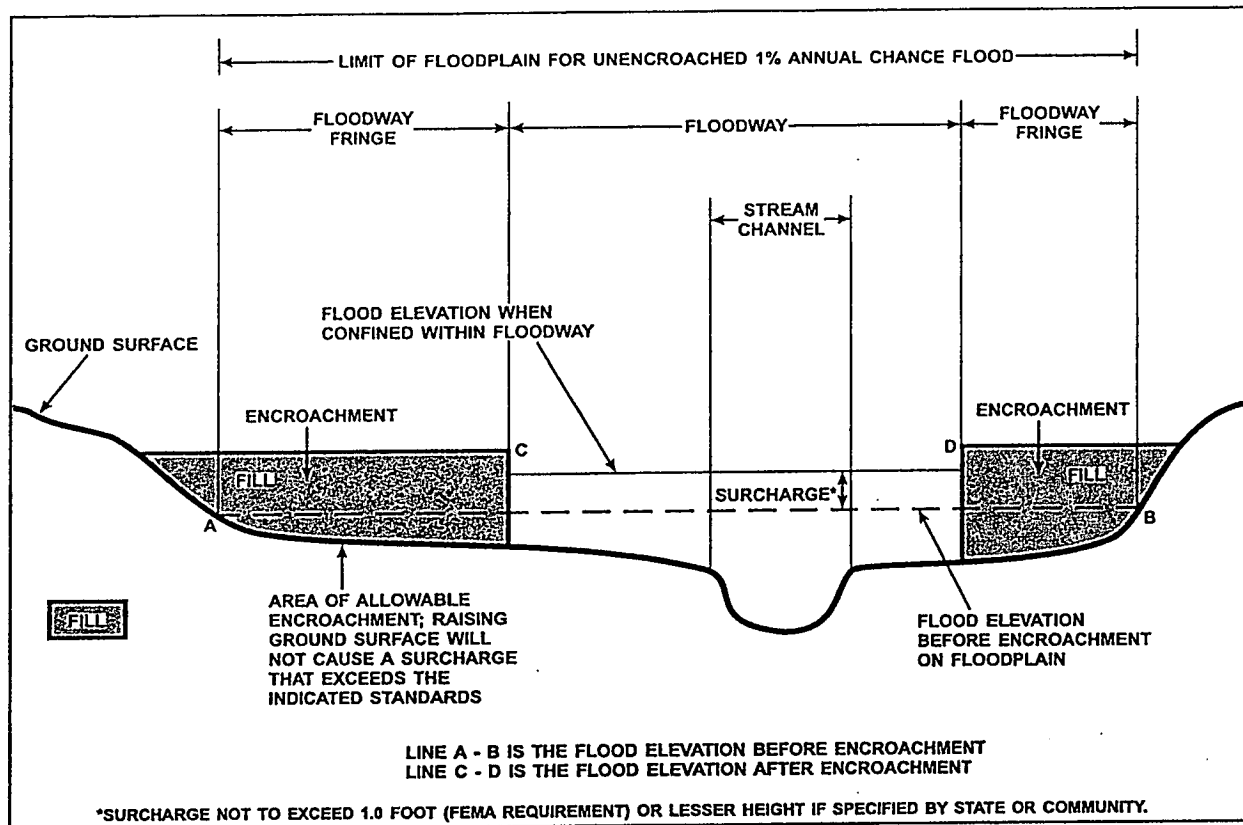 LIMIT OF FLOODPLAIN FOR UNENCROACHED 1% ANNUAL CHANCE FLOOD
FLOODWAY
FRINGE
FLOODWAY
FLOODWAY
FRINGE
STREAM
CHANNEL
FLOOD ELEVATION WHEN
CONFINED WITHIN FLOODWAY
GROUND SURFACE
ENCROACHMENT
ENCROACHMENT
C
D
FILL
FILL
SURCHARGE*
A
B
AREA OF ALLOWABLE
ENCROACHMENT; RAISING
GROUND SURFACE WILL
NOT CAUSE A SURCHARGE
THAT EXCEEDS THE
INDICATED STANDARDS
FILL
FLOOD ELEVATION
BEFORE ENCROACHMENT
ON FLOODPLAIN
LINE A - B IS THE FLOOD ELEVATION BEFORE ENCROACHMENT
LINE C - D IS THE FLOOD ELEVATION AFTER ENCROACHMENT
*SURCHARGE NOT TO EXCEED 1.0 FOOT (FEMA REQUIREMENT) OR LESSER HEIGHT IF SPECIFIED BY STATE OR COMMUNITY.